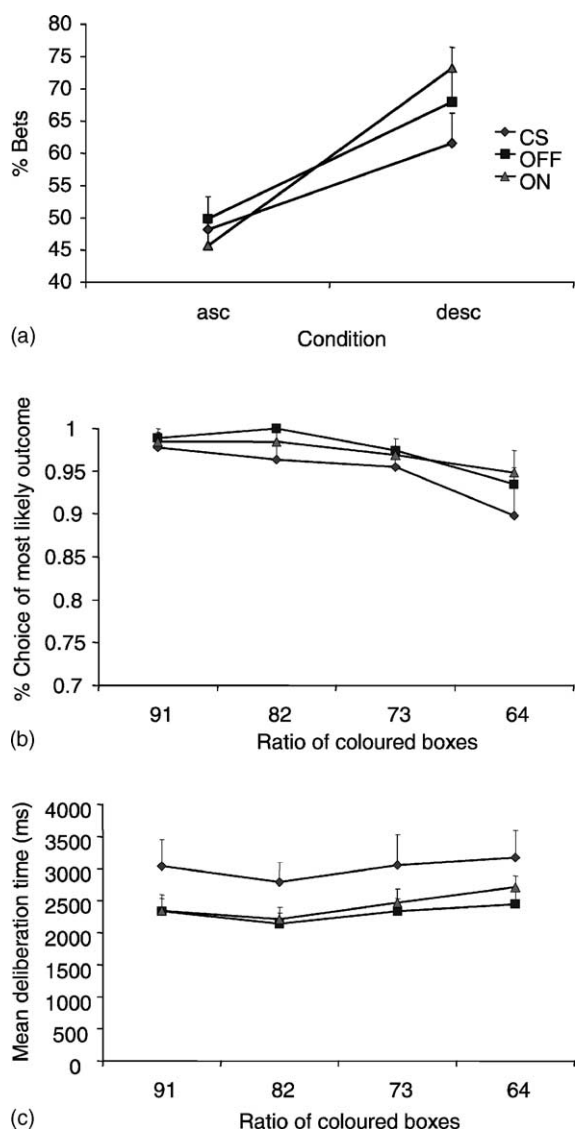 80
75
70
65
60
55
50
45
40
% Bets
CS
OFF
ON
asc desc
Condition
(a)
1
0.95
0.9
0.85
0.8
0.75
0.7
% Choice of most likely outcome
91 82 73 64
Ratio of coloured boxes
(b)
4000
3500
3000
2500
2000
1500
1000
500
0
Mean deliberation time (ms)
91 82 73 64
Ratio of coloured boxes
(c)